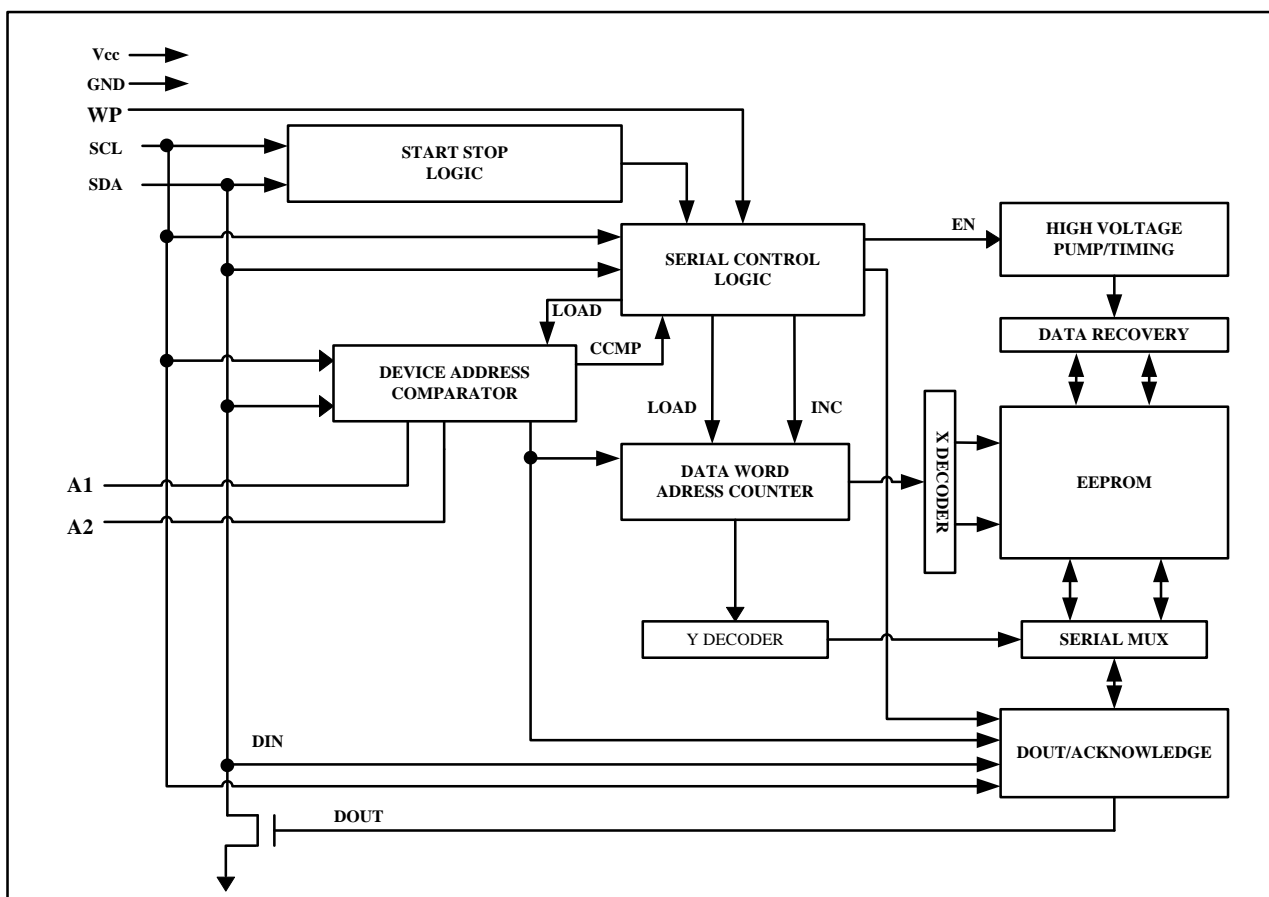 Vcc
GND
WP
SCL
SDA
START STOP
LOGIC
SERIAL CONTROL
LOGIC
EN
HIGH VOLTAGE
PUMP/TIMING
LOAD
CCMP
DATA RECOVERY
DEVICE ADDRESS
COMPARATOR
LOAD
INC
X DECODER
EEPROM
A1
A2
DATA WORD
ADRESS COUNTER
Y DECODER
SERIAL MUX
DIN
DOUT/ACKNOWLEDGE
DOUT